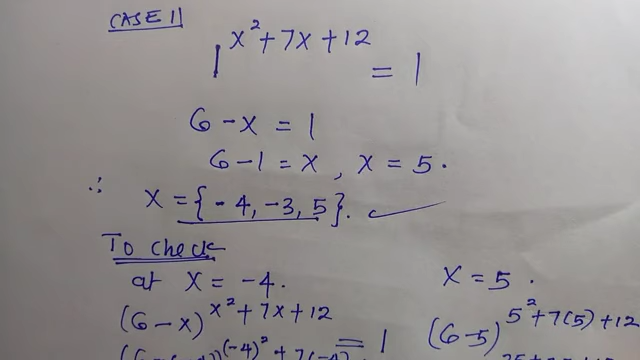 CASE II
1^{x²+7x+12} = 1
6 - x = 1
6 - 1 = x , x = 5 .
∴ x = { - 4, -3, 5 }.
To check
at x = -4.
(6-x)^{x²+7x+12} = 1
x = 5 .
(6-5)^{5²+7(5)+12}